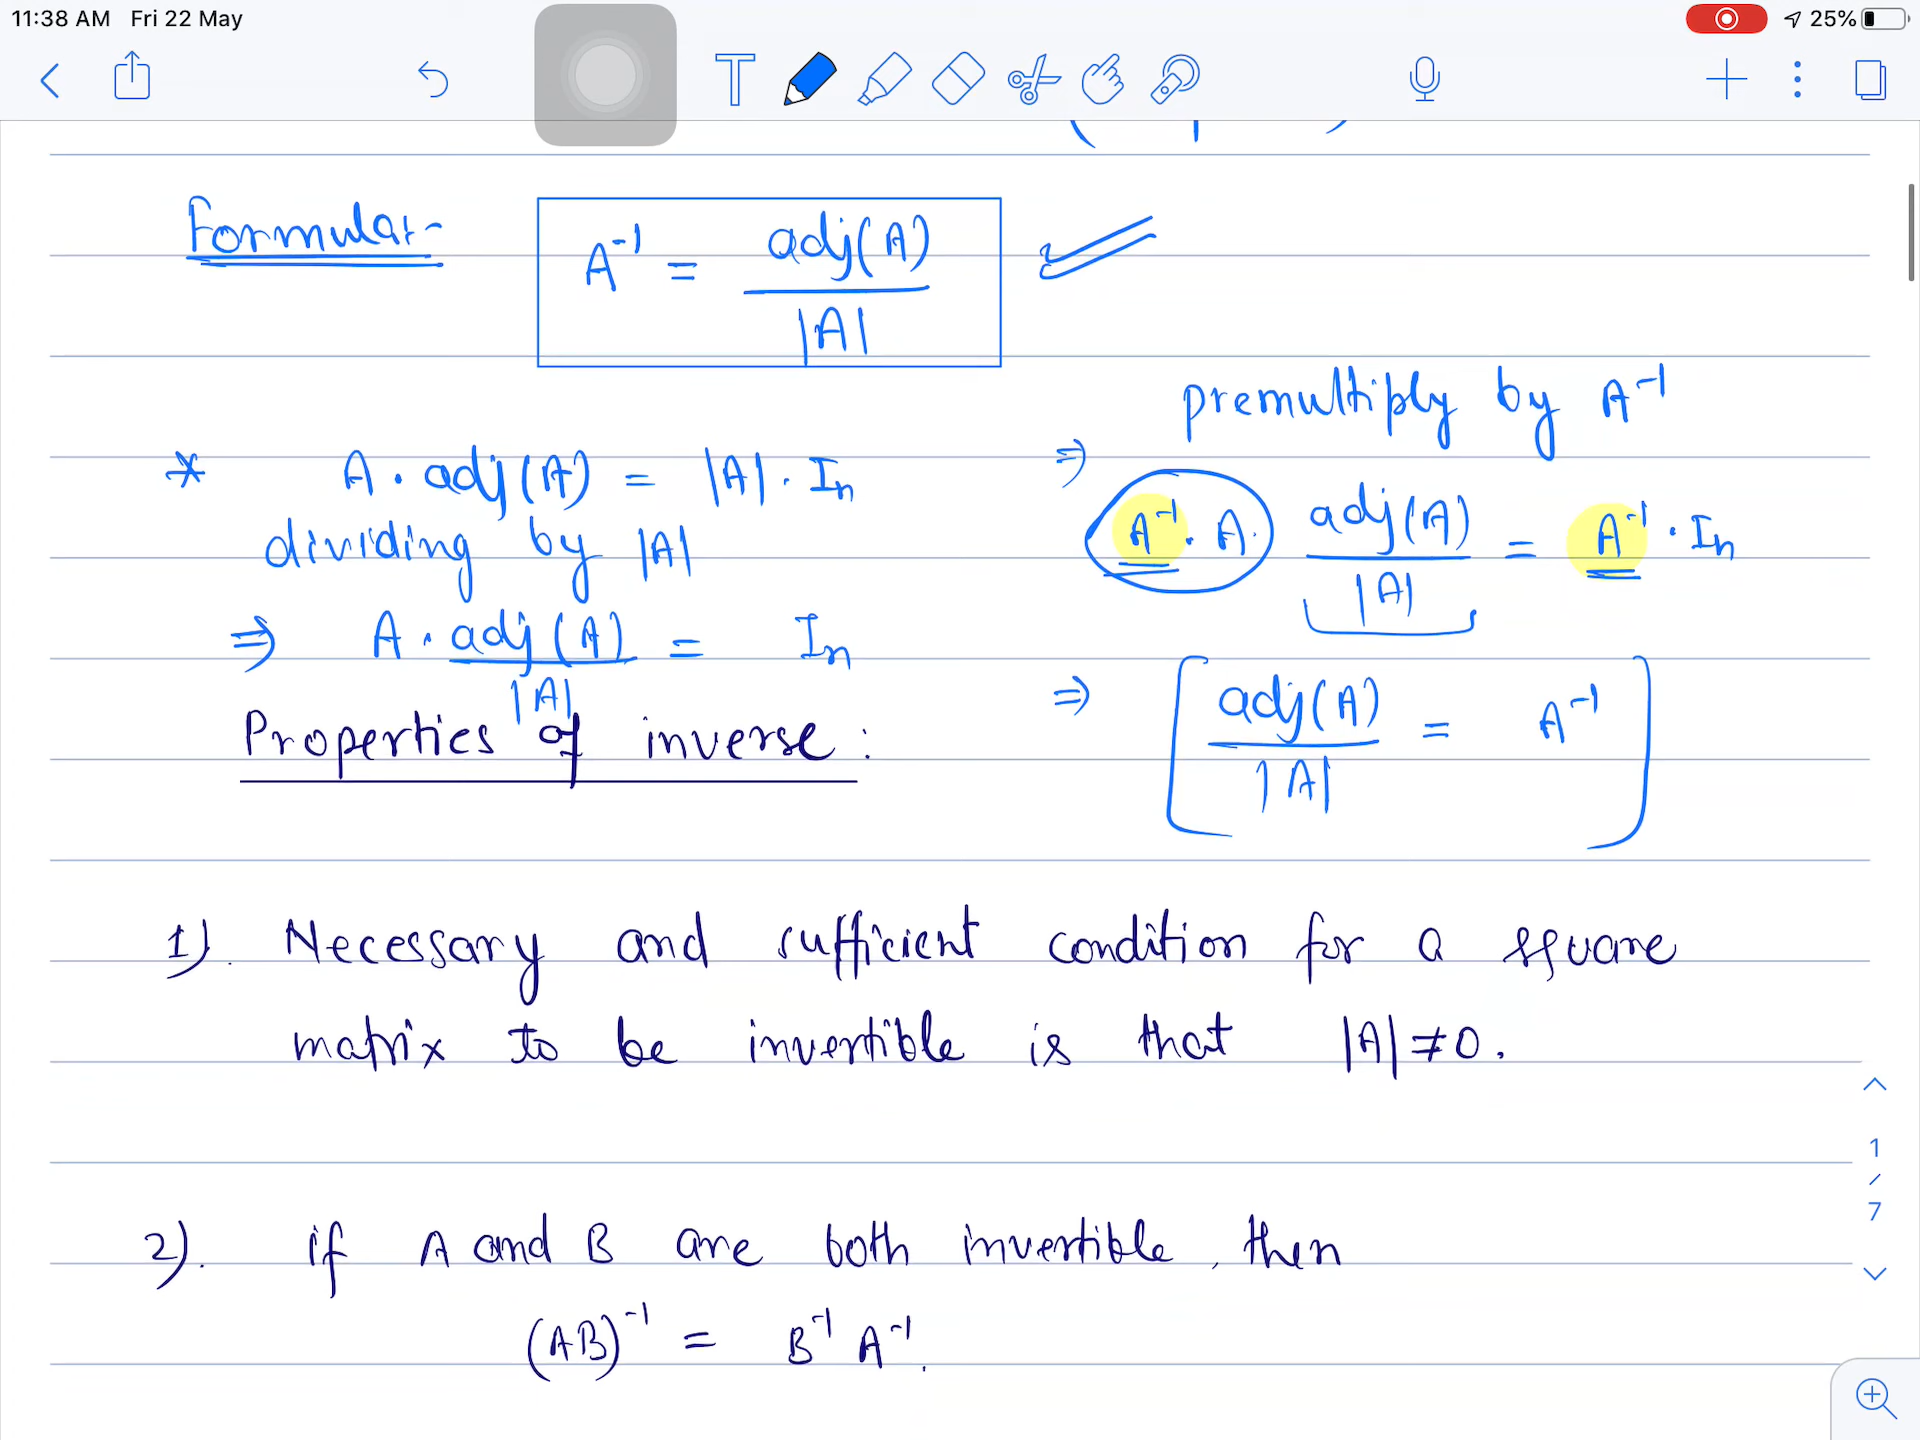 11:38 AM Fri 22 May
25%
Formula:-
A⁻¹ = adj(A) / |A|
* A . adj(A) = |A| . In
dividing by |A|
⇒ A . adj(A) / |A| = In
premultiply by A⁻¹
⇒ A⁻¹ . A . adj(A) / |A| = A⁻¹ . In
⇒ [ adj(A) / |A| = A⁻¹ ]
Properties of inverse :
1). Necessary and sufficient condition for a square
matrix to be invertible is that |A| ≠ 0.
2). if A and B are both invertible, then
(AB)⁻¹ = B⁻¹ A⁻¹.
1
/
7